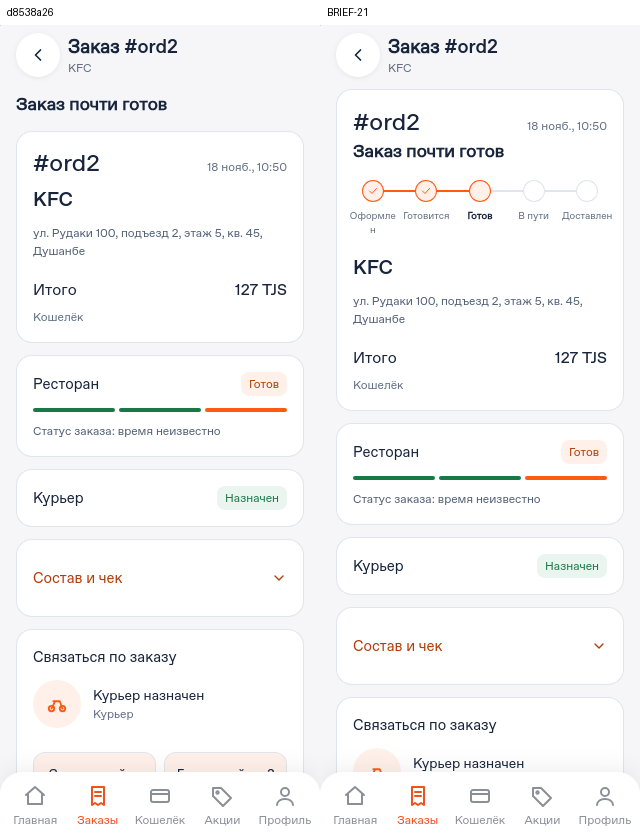 d8538a26
Заказ #ord2
KFC
Заказ почти готов
#ord2
18 нояб., 10:50
KFC
ул. Рудаки 100, подъезд 2, этаж 5, кв. 45,
Душанбе
Итого
127 TJS
Кошелёк
Ресторан
Готов
Статус заказа: время неизвестно
Курьер
Назначен
Состав и чек
Связаться по заказу
Курьер назначен
Курьер
Главная
Заказы
Кошелёк
Акции
Профиль
BRIEF-21
Заказ #ord2
KFC
#ord2
18 нояб., 10:50
Заказ почти готов
Оформле
н
Готовится
Готов
В пути
Доставлен
KFC
ул. Рудаки 100, подъезд 2, этаж 5, кв. 45,
Душанбе
Итого
127 TJS
Кошелёк
Ресторан
Готов
Статус заказа: время неизвестно
Курьер
Назначен
Состав и чек
Связаться по заказу
Курьер назначен
Главная
Заказы
Кошелёк
Акции
Профиль